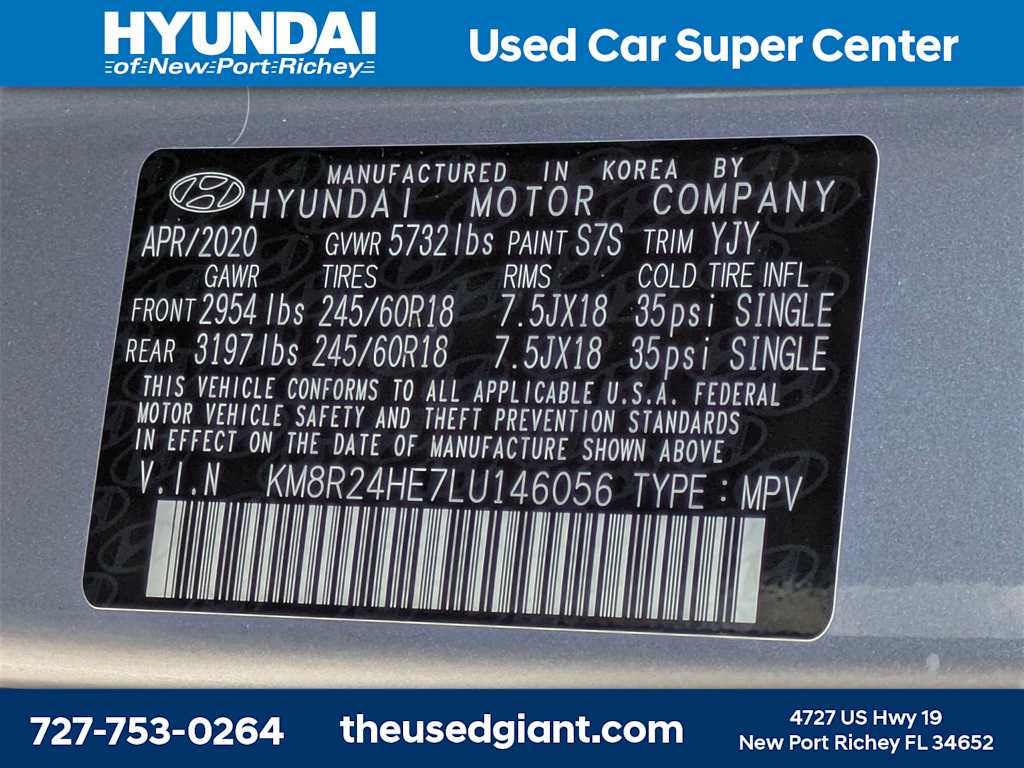 HYUNDAI
of New Port Richey
Used Car Super Center
MANUFACTURED IN KOREA BY
HYUNDAI MOTOR COMPANY
APR/2020 GVWR 5732lbs PAINT S7S TRIM YJY
GAWR TIRES RIMS COLD TIRE INFL
FRONT 2954 lbs 245/60R18 7.5JX18 35psi SINGLE
REAR 3197 lbs 245/60R18 7.5JX18 35psi SINGLE
THIS VEHICLE CONFORMS TO ALL APPLICABLE U.S.A. FEDERAL
MOTOR VEHICLE SAFETY AND THEFT PREVENTION STANDARDS
IN EFFECT ON THE DATE OF MANUFACTURE SHOWN ABOVE
V.I.N KM8R24HE7LU146056 TYPE : MPV
727-753-0264
theusedgiant.com
4727 US Hwy 19
New Port Richey FL 34652